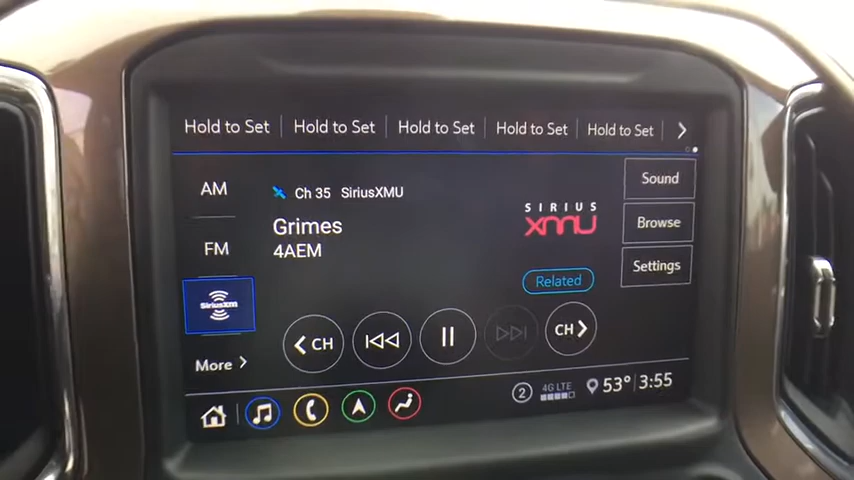 Hold to Set Hold to Set Hold to Set Hold to Set Hold to Set
AM
Ch 35 SiriusXMU
Sound
SIRIUS
xmu
Grimes
Browse
FM
4AEM
Settings
Related
SiriusXM
CH
CH
More
2
4G LTE
53° 3:55